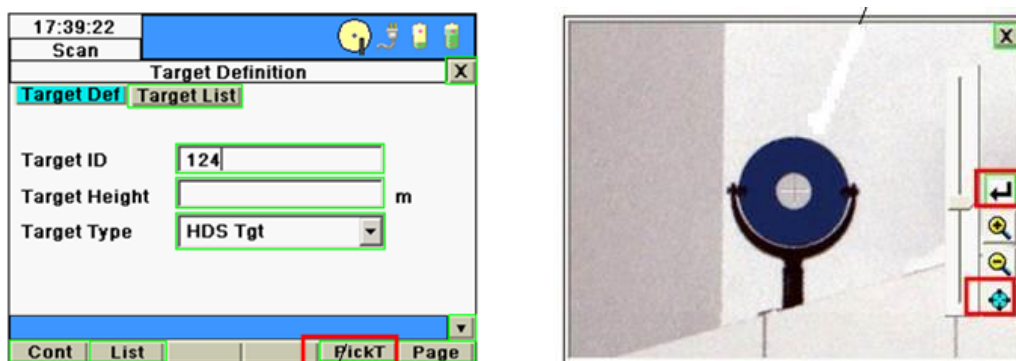 17:39:22
Scan
Target Definition X
Target Def Target List
Target ID 124
Target Height m
Target Type HDS Tgt
Cont List PickT Page
X